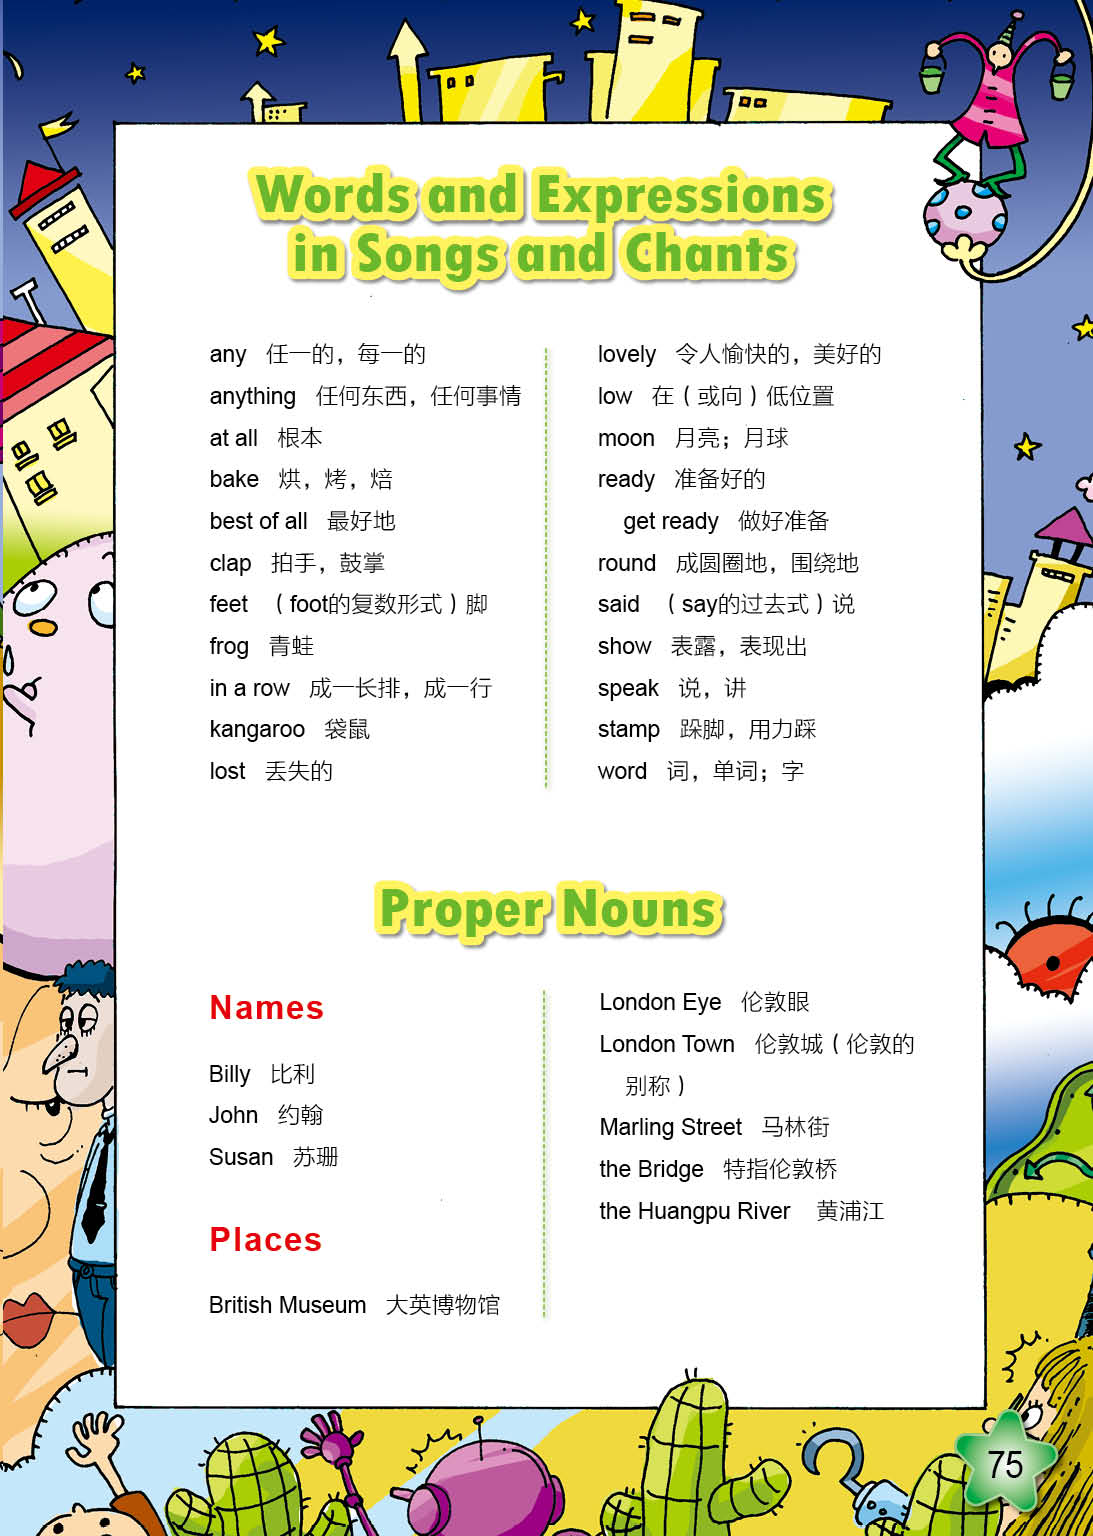 Words and Expressions
in Songs and Chants
any 任一的，每一的
anything 任何东西，任何事情
at all 根本
bake 烘，烤，焙
best of all 最好地
clap 拍手，鼓掌
feet （foot的复数形式）脚
frog 青蛙
in a row 成一长排，成一行
kangaroo 袋鼠
lost 丢失的
lovely 令人愉快的，美好的
low 在（或向）低位置
moon 月亮；月球
ready 准备好的
get ready 做好准备
round 成圆圈地，围绕地
said （say的过去式）说
show 表露，表现出
speak 说，讲
stamp 跺脚，用力踩
word 词，单词；字
Proper Nouns
Names
Billy 比利
John 约翰
Susan 苏珊
Places
British Museum 大英博物馆
London Eye 伦敦眼
London Town 伦敦城（伦敦的
别称）
Marling Street 马林街
the Bridge 特指伦敦桥
the Huangpu River 黄浦江
75